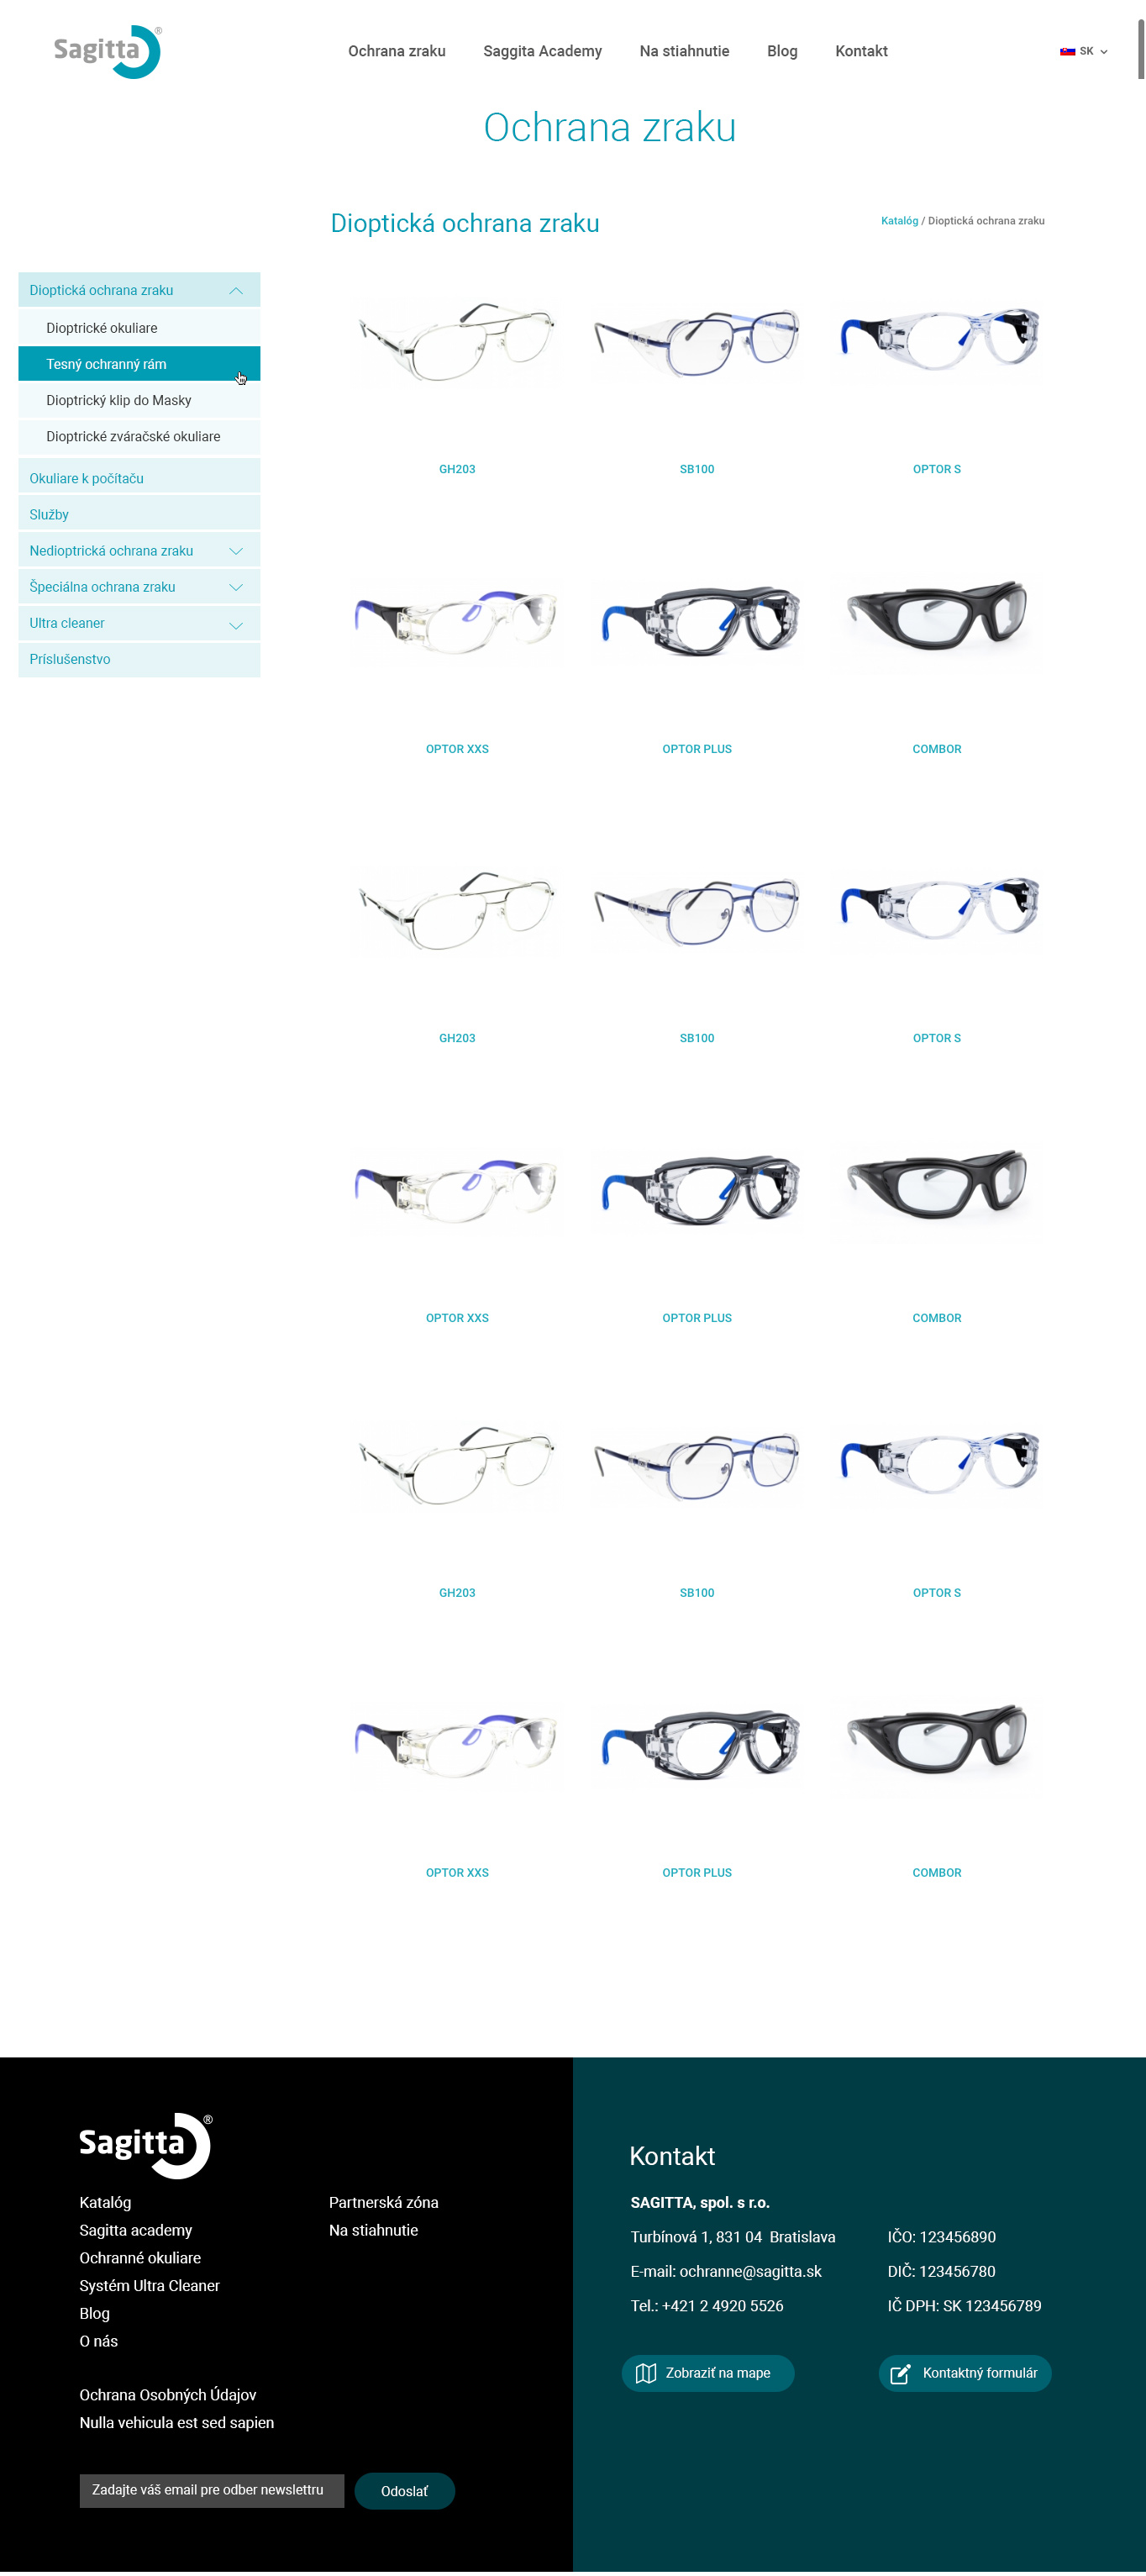 Sagitta®
Ochrana zraku
Saggita Academy
Na stiahnutie
Blog
Kontakt
SK
Ochrana zraku
Dioptická ochrana zraku
Katalóg / Dioptická ochrana zraku
Dioptická ochrana zraku
Dioptrické okuliare
Tesný ochranný rám
Dioptrický klip do Masky
Dioptrické zváračské okuliare
Okuliare k počítaču
Služby
Nedioptrická ochrana zraku
Špeciálna ochrana zraku
Ultra cleaner
Príslušenstvo
GH203
SB100
OPTOR S
OPTOR XXS
OPTOR PLUS
COMBOR
GH203
SB100
OPTOR S
OPTOR XXS
OPTOR PLUS
COMBOR
GH203
SB100
OPTOR S
OPTOR XXS
OPTOR PLUS
COMBOR
Sagitta®
Katalóg
Sagitta academy
Ochranné okuliare
Systém Ultra Cleaner
Blog
O nás
Partnerská zóna
Na stiahnutie
Ochrana Osobných Údajov
Nulla vehicula est sed sapien
Zadajte váš email pre odber newslettru
Odoslať
Kontakt
SAGITTA, spol. s r.o.
Turbínová 1, 831 04  Bratislava
E-mail: ochranne@sagitta.sk
Tel.: +421 2 4920 5526
IČO: 123456890
DIČ: 123456780
IČ DPH: SK 123456789
Zobraziť na mape
Kontaktný formulár